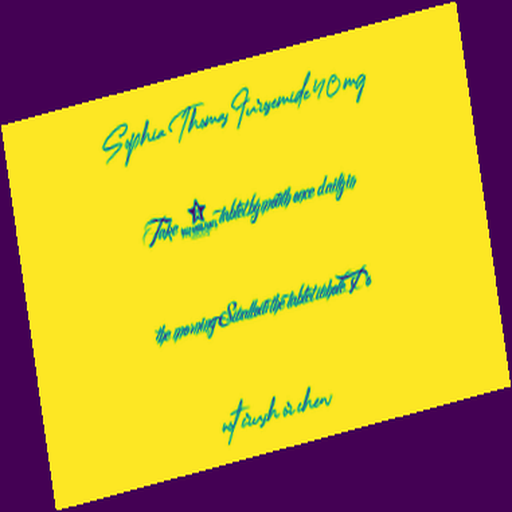 Sophia Thomas Furosemide 40 mg
Take tablet by mouth once daily in
the morning Swallow the tablet whole Do
not crush or chew